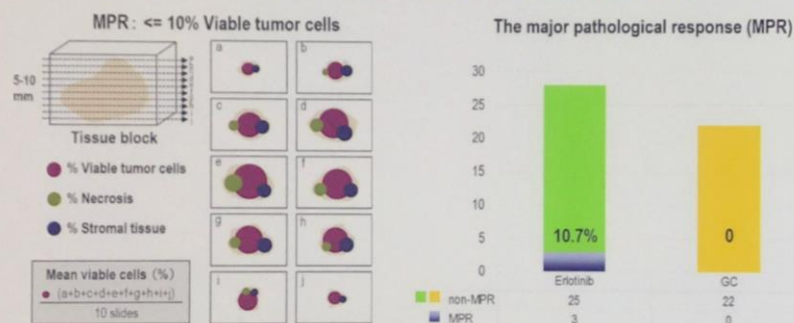 MPR: <= 10% Viable tumor cells
5-10
mm
Tissue block
% Viable tumor cells
% Necrosis
% Stromal tissue
Mean viable cells (%)
(a+b+c+d+e+f+g+h+i+j)
10 slides
a
b
c
d
e
f
g
h
i
j
The major pathological response (MPR)
30
25
20
15
10
5
0
10.7%
0
Erlotinib
GC
non-MPR
25
22
MPR
3
0